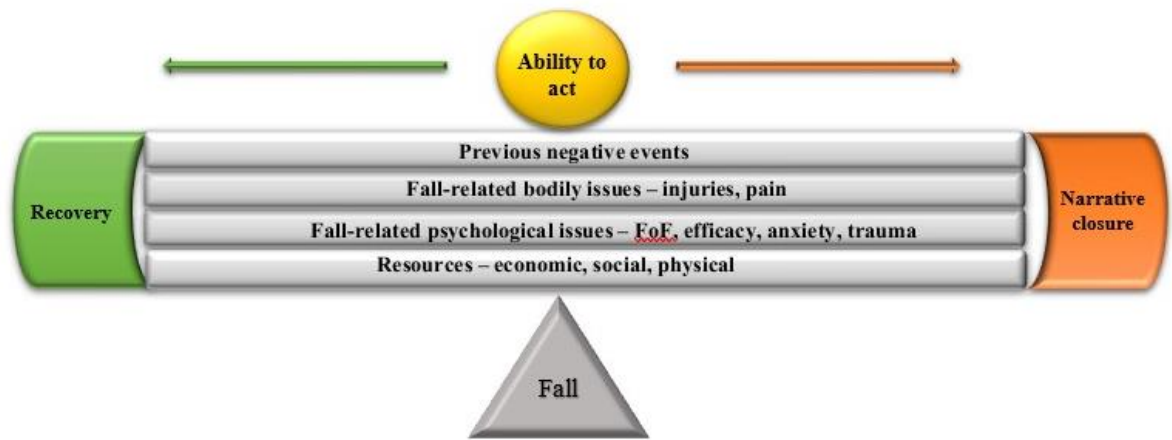 Ability to
act
Previous negative events
Fall-related bodily issues – injuries, pain
Recovery
Narrative
closure
Fall-related psychological issues – FoF, efficacy, anxiety, trauma
Resources – economic, social, physical
Fall